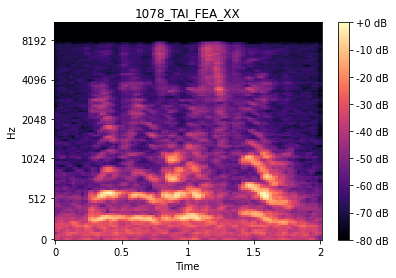 1078_TAI_FEA_XX
+0 dB
8192
-10 dB
-20 dB
4096
-30 dB
2048
-40 dB
Hz
1024
-50 dB
-60 dB
512
-70 dB
0
-80 dB
0
0.5
1
1.5
2
Time